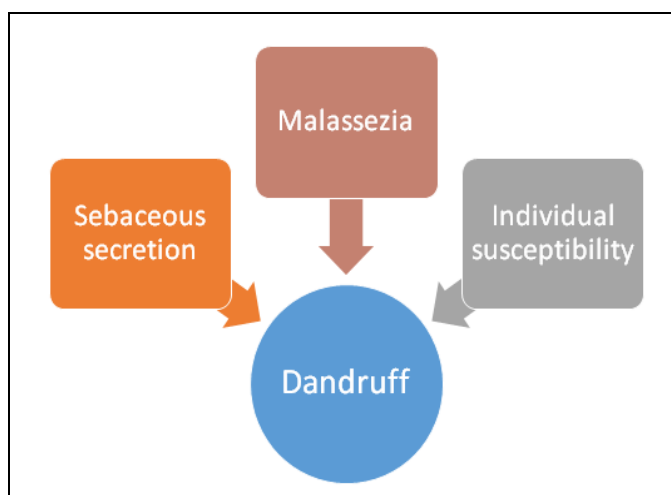 Malassezia
Sebaceous
secretion
Individual
susceptibility
Dandruff